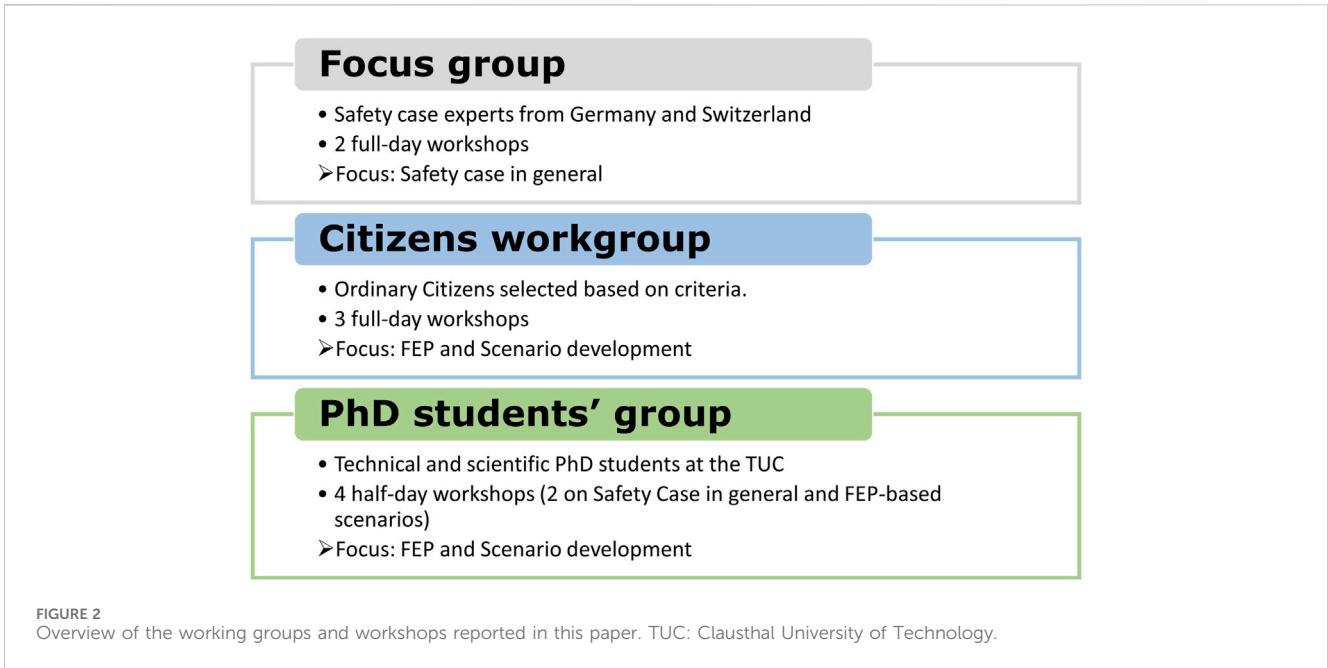 Focus group
• Safety case experts from Germany and Switzerland
• 2 full-day workshops
➢Focus: Safety case in general
Citizens workgroup
• Ordinary Citizens selected based on criteria.
• 3 full-day workshops
➢Focus: FEP and Scenario development
PhD students’ group
• Technical and scientific PhD students at the TUC
• 4 half-day workshops (2 on Safety Case in general and FEP-based
scenarios)
➢Focus: FEP and Scenario development
FIGURE 2
Overview of the working groups and workshops reported in this paper. TUC: Clausthal University of Technology.